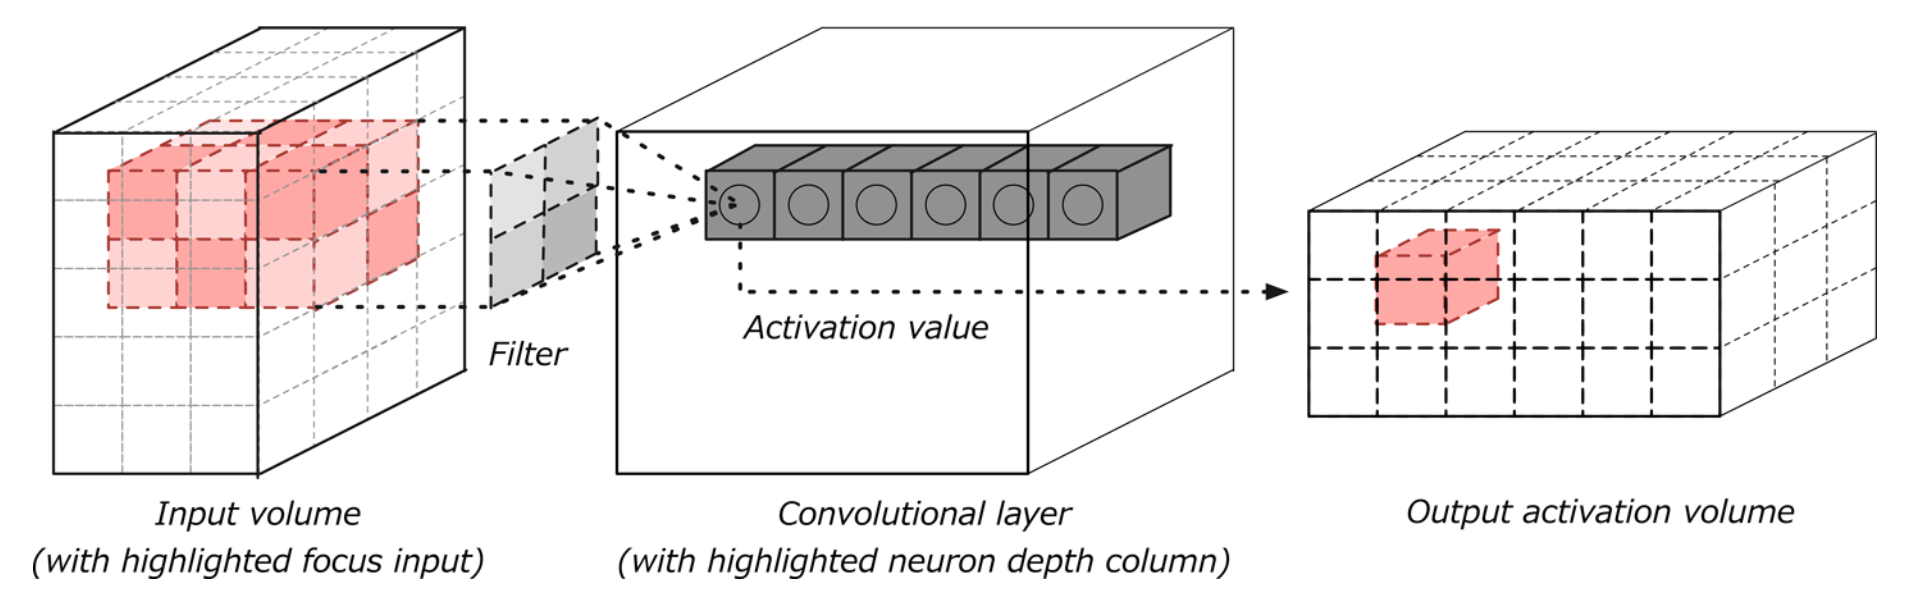 Filter
Activation value
Input volume
(with highlighted focus input)
Convolutional layer
(with highlighted neuron depth column)
Output activation volume